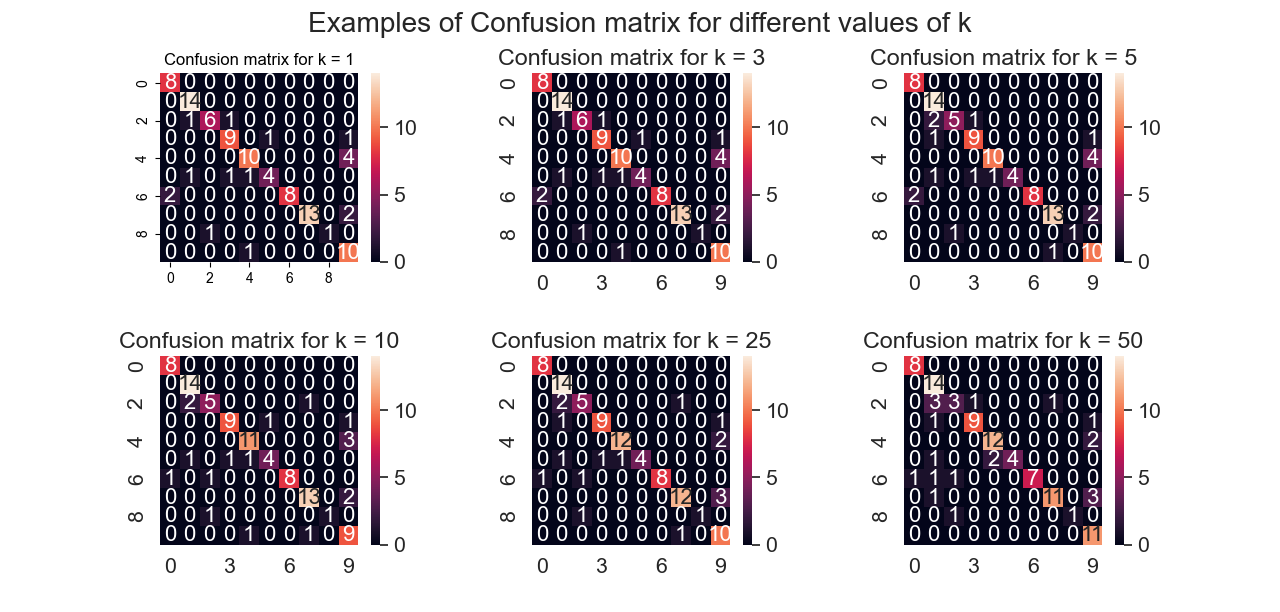 Examples of Confusion matrix for different values of k
Confusion matrix for k = 1
0 8 0 0 0 0 0 0 0 0 0
0 14 0 0 0 0 0 0 0 0 10
2 0 1 6 1 0 0 0 0 0 0
0 0 0 9 0 1 0 0 0 1
4 0 0 0 0 10 0 0 0 0 4
0 1 0 1 1 4 0 0 0 0 5
6 2 0 0 0 0 0 8 0 0 0
0 0 0 0 0 0 0 13 0 2
8 0 0 1 0 0 0 0 0 1 0
0 0 0 0 1 0 0 0 0 10 0
0 2 4 6 8
Confusion matrix for k = 3
0 8 0 0 0 0 0 0 0 0 0
0 14 0 0 0 0 0 0 0 0 10
2 0 1 6 1 0 0 0 0 0 0
0 0 0 9 0 1 0 0 0 1
4 0 0 0 0 10 0 0 0 0 4
0 1 0 1 1 4 0 0 0 0 5
6 2 0 0 0 0 0 8 0 0 0
0 0 0 0 0 0 0 13 0 2
8 0 0 1 0 0 0 0 0 1 0
0 0 0 0 1 0 0 0 0 10 0
0 3 6 9
Confusion matrix for k = 5
0 8 0 0 0 0 0 0 0 0 0
0 14 0 0 0 0 0 0 0 0 10
2 0 2 5 1 0 0 0 0 0 0
0 1 0 9 0 0 0 0 0 1
4 0 0 0 0 10 0 0 0 0 4
0 1 0 1 1 4 0 0 0 0 5
6 2 0 0 0 0 0 8 0 0 0
0 0 0 0 0 0 0 13 0 2
8 0 0 1 0 0 0 0 0 1 0
0 0 0 0 0 0 0 1 0 10 0
0 3 6 9
Confusion matrix for k = 10
0 8 0 0 0 0 0 0 0 0 0
0 14 0 0 0 0 0 0 0 0 10
2 0 2 5 0 0 0 0 1 0 0
0 0 0 9 0 1 0 0 0 1
4 0 0 0 0 11 0 0 0 0 3
0 1 0 1 1 4 0 0 0 0 5
6 1 0 1 0 0 0 8 0 0 0
0 0 0 0 0 0 0 13 0 2
8 0 0 1 0 0 0 0 0 1 0
0 0 0 0 1 0 0 1 0 9 0
0 3 6 9
Confusion matrix for k = 25
0 8 0 0 0 0 0 0 0 0 0
0 14 0 0 0 0 0 0 0 0 10
2 0 2 5 0 0 0 0 1 0 0
0 1 0 9 0 0 0 0 0 1
4 0 0 0 0 12 0 0 0 0 2
0 1 0 1 1 4 0 0 0 0 5
6 1 0 1 0 0 0 8 0 0 0
0 0 0 0 0 0 0 12 0 3
8 0 0 1 0 0 0 0 0 1 0
0 0 0 0 0 0 0 1 0 10 0
0 3 6 9
Confusion matrix for k = 50
0 8 0 0 0 0 0 0 0 0 0
0 14 0 0 0 0 0 0 0 0 10
2 0 3 3 1 0 0 0 1 0 0
0 1 0 9 0 0 0 0 0 1
4 0 0 0 0 12 0 0 0 0 2
0 1 0 0 2 4 0 0 0 0 5
6 1 1 1 0 0 0 7 0 0 0
0 1 0 0 0 0 0 11 0 3
8 0 0 1 0 0 0 0 0 1 0
0 0 0 0 0 0 0 0 0 11 0
0 3 6 9